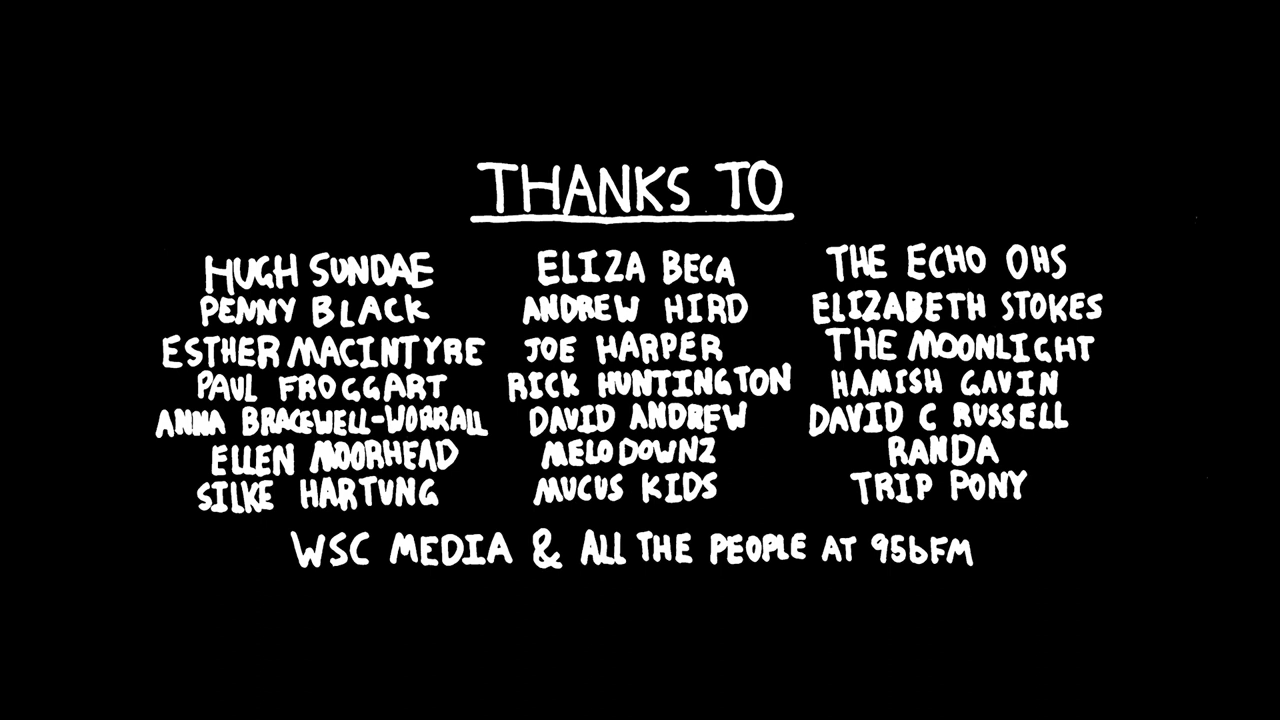 THANKS TO
HUGH SUNDAE
PENNY BLACK
ESTHER MACINTYRE
PAUL FROGGART
ANNA BRACEWELL-WORRALL
ELLEN MOORHEAD
SILKE HARTUNG
ELIZA BECA
ANDREW HIRD
JOE HARPER
RICK HUNTINGTON
DAVID ANDREW
MELODOWNZ
MUCUS KIDS
THE ECHO OHS
ELIZABETH STOKES
THE MOONLIGHT
HAMISH GAVIN
DAVID C RUSSELL
RANDA
TRIP PONY
WSC MEDIA & ALL THE PEOPLE AT 95bFM